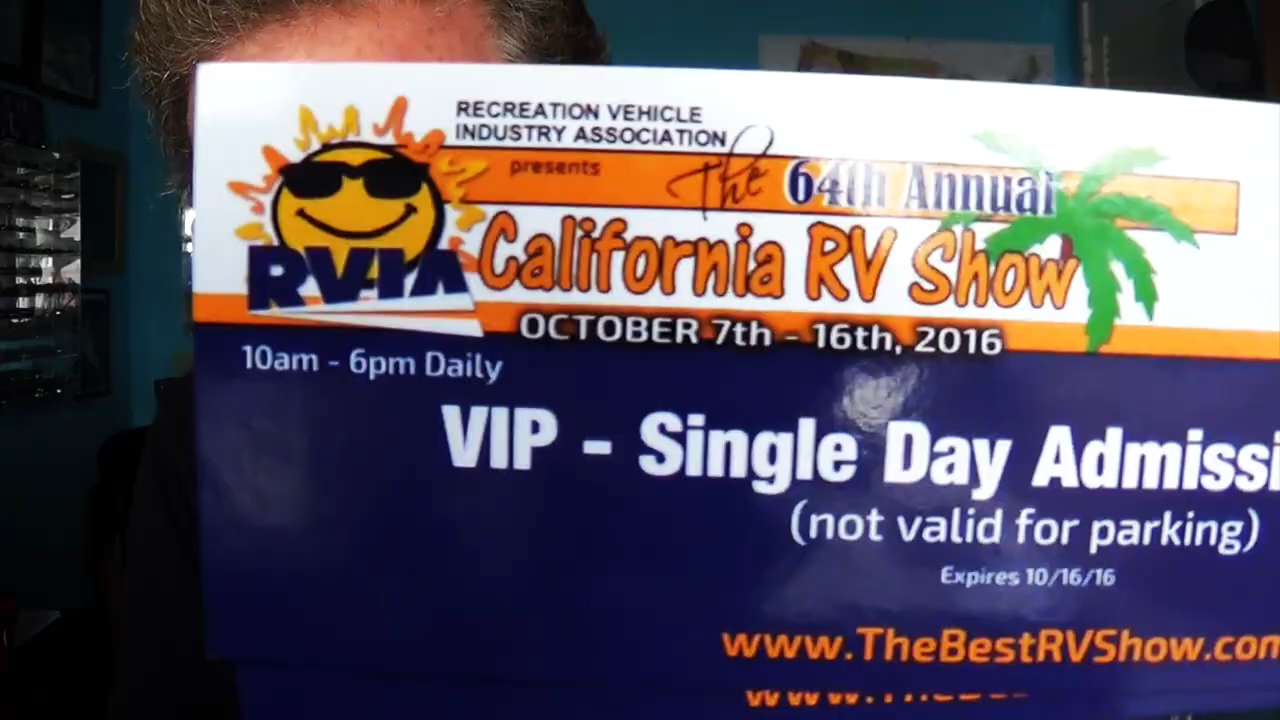 RECREATION VEHICLE
INDUSTRY ASSOCIATION
presents The 64th Annual
RVIA
California RV Show
OCTOBER 7th - 16th, 2016
10am - 6pm Daily
VIP - Single Day Admissi
(not valid for parking)
Expires 10/16/16
www.TheBestRVShow.com